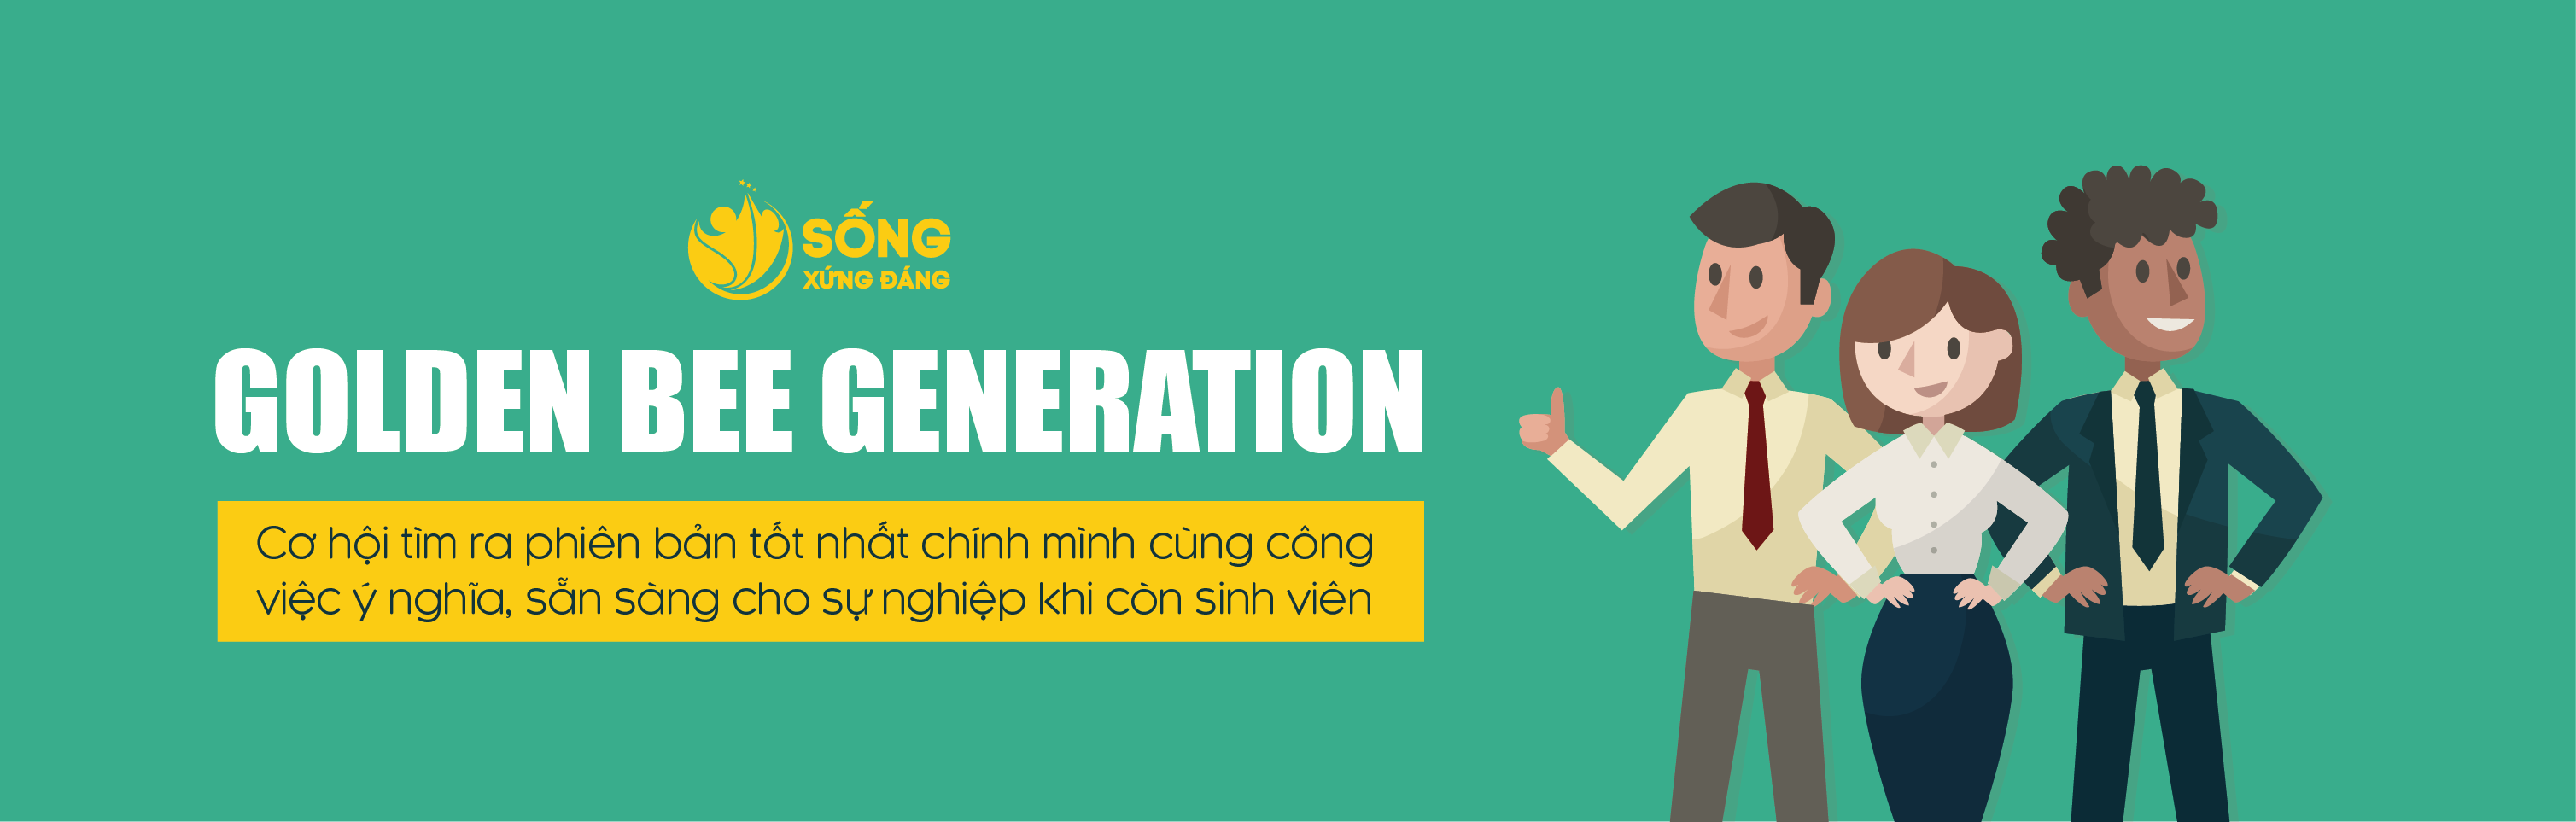 SỐNG
XỨNG ĐÁNG
GOLDEN BEE GENERATION
Cơ hội tìm ra phiên bản tốt nhất chính mình cùng công
việc ý nghĩa, sẵn sàng cho sự nghiệp khi còn sinh viên